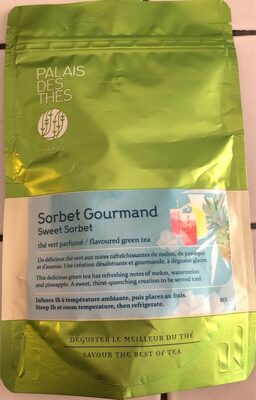 PALAIS
DES
THÉS
PARIS
Sorbet Gourmand
Sweet Sorbet
thé vert parfumé / flavoured green tea
Un délicieux thé vert aux notes rafraîchissantes de melon, de pastèque
et d'ananas. Une création désaltérante et gourmande, à déguster glacée.
This delicious green tea has refreshing notes of melon, watermelon
and pineapple. A sweet, thirst-quenching creation to be served iced.
Infusez 1h à température ambiante, puis placez au frais.
Steep 1h at room temperature, then refrigerate.
DÉGUSTER LE MEILLEUR DU THÉ
SAVOUR THE BEST OF TEA